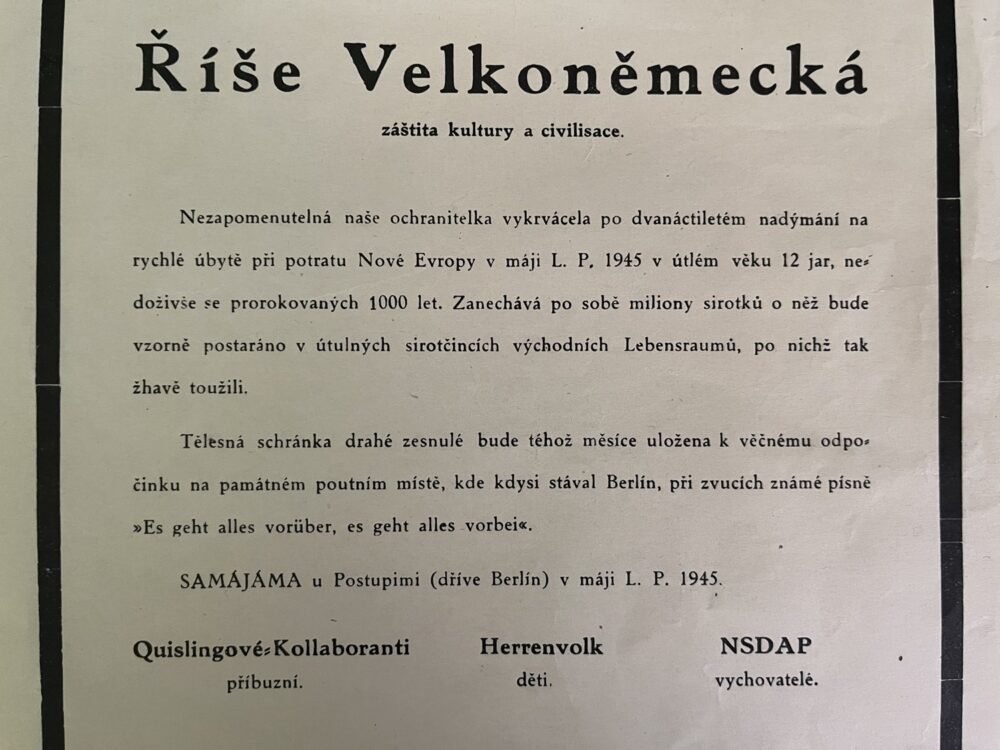 Říše Velkoněmecká
záštita kultury a civilisace.
Nezapomenutelná naše ochranitelka vykrvácela po dvanáctiletém nadýmání na
rychlé úbytě při potratu Nové Evropy v máji L. P. 1945 v útlém věku 12 jar, ne-
doživše se prorokovaných 1000 let. Zanechává po sobě miliony sirotků o něž bude
vzorně postaráno v útulných sirotčincích východních Lebensraumů, po nichž tak
žhavě toužili.
Tělesná schránka drahé zesnulé bude téhož měsíce uložena k věčnému odpo-
činku na památném poutním místě, kde kdysi stával Berlín, při zvucích známé písně
»Es geht alles vorüber, es geht alles vorbei«.
SAMÁJÁMA u Postupimi (dříve Berlín) v máji L. P. 1945.
Quislingové-Kollaboranti Herrenvolk NSDAP
příbuzní. děti. vychovatelé.